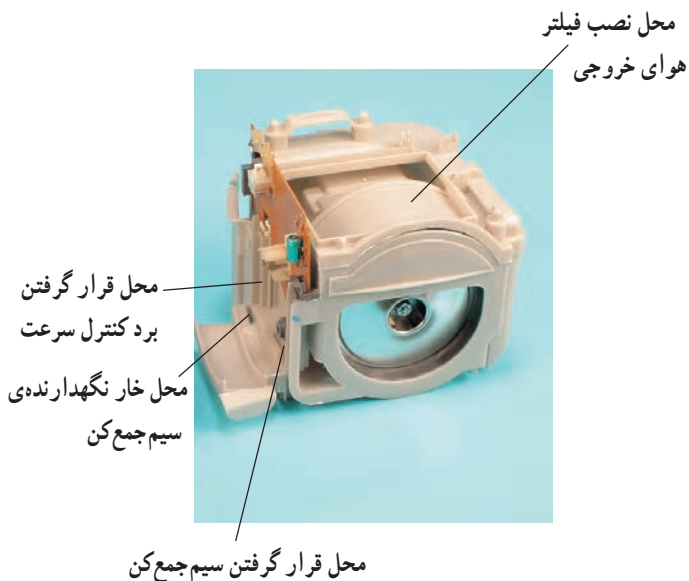 محل نصب فیلتر
هوای خروجی
محل قرار گرفتن
برد کنترل سرعت
محل خار نگهدارنده‌ی
سیم‌جمع‌کن
محل قرار گرفتن سیم‌جمع‌کن